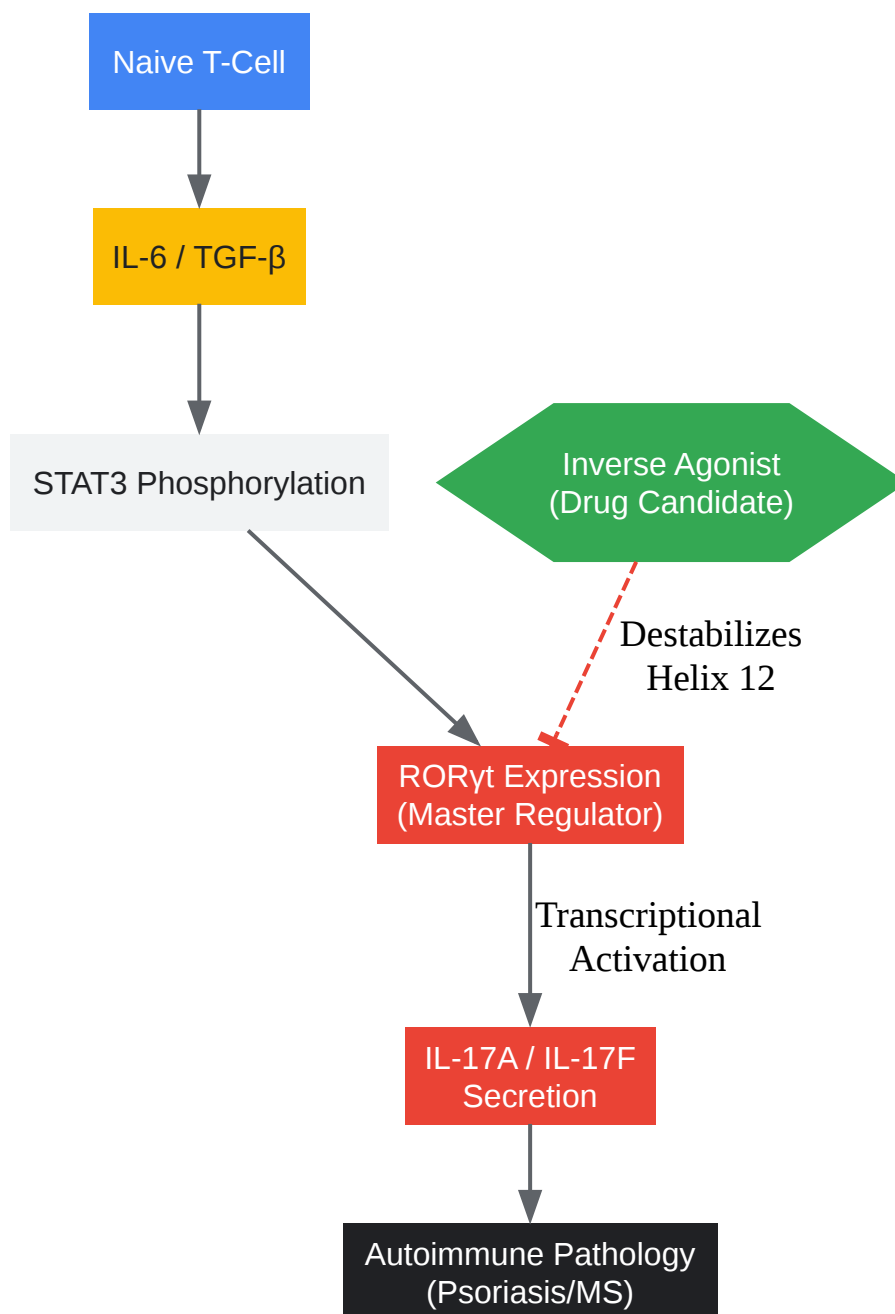 Naive T-Cell
IL-6 / TGF-β
STAT3 Phosphorylation
Inverse Agonist
(Drug Candidate)
Destabilizes
Helix 12
RORγt Expression
(Master Regulator)
Transcriptional
Activation
IL-17A / IL-17F
Secretion
Autoimmune Pathology
(Psoriasis/MS)